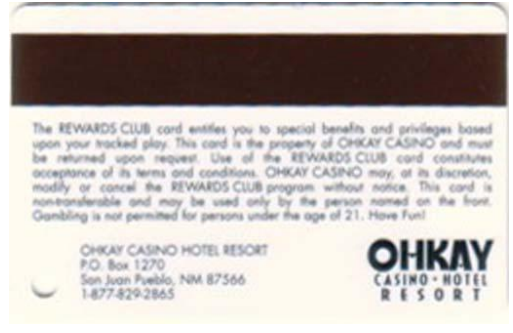 The REWARDS CLUB card entitles you to special benefits and privileges based
upon your tracked play. This card is the property of OHKAY CASINO and must
be returned upon request. Use of the REWARDS CLUB card constitutes
acceptance of its terms and conditions. OHKAY CASINO may, at its discretion,
modify or cancel the REWARDS CLUB program without notice. This card is
non-transferable and may be used only by the person named on the front.
Gambling is not permitted for persons under the age of 21. Have Fun!
OHKAY CASINO HOTEL RESORT
P.O. Box 1270
San Juan Pueblo, NM 87566
1-877-829-2865
OHKAY
CASINO · HOTEL
RESORT